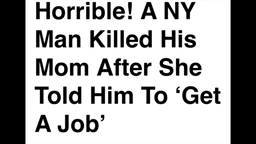 Horrible! A NY
Man Killed His
Mom After She
Told Him To ‘Get
A Job’